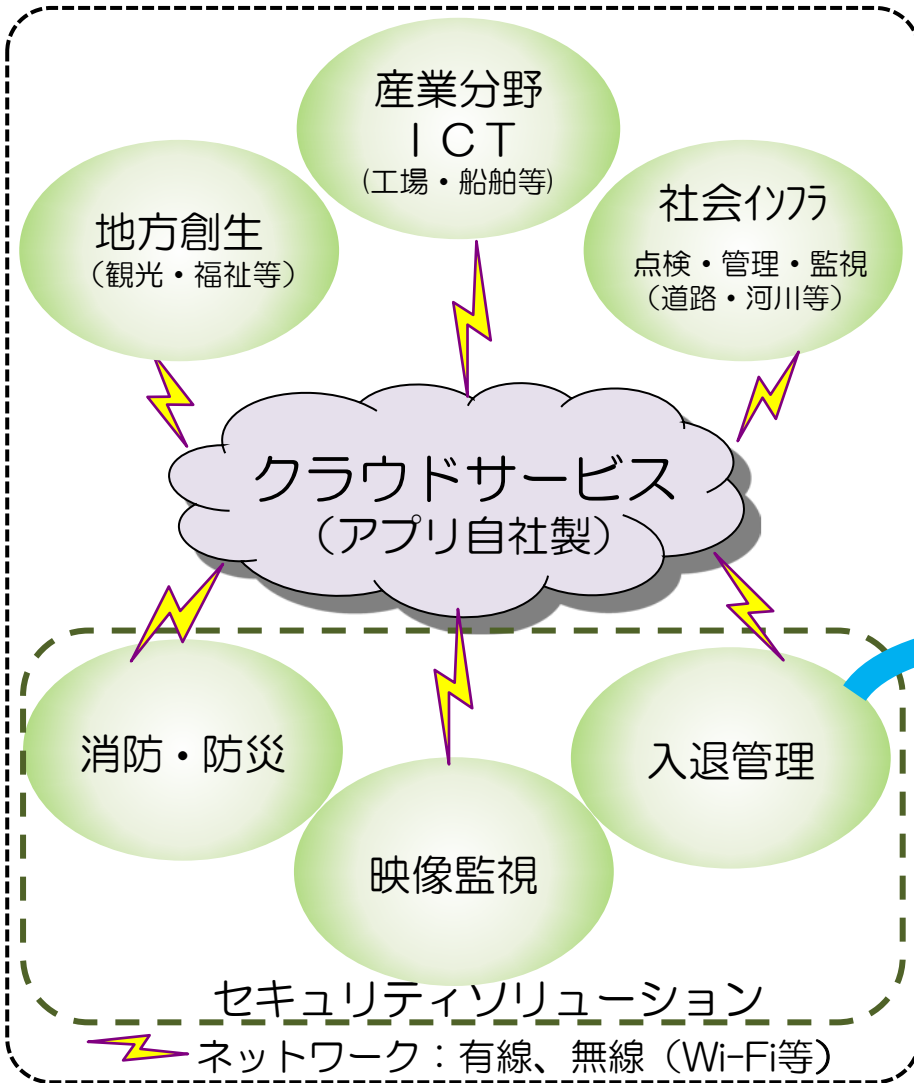 産業分野
ＩＣＴ
(工場・船舶等)
地方創生
（観光・福祉等）
社会ｲﾝﾌﾗ
点検・管理・監視
（道路・河川等）
クラウドサービス
（アプリ自社製）
消防・防災
入退管理
映像監視
セキュリティソリューション
ネットワーク：有線、無線（Wi-Fi等）